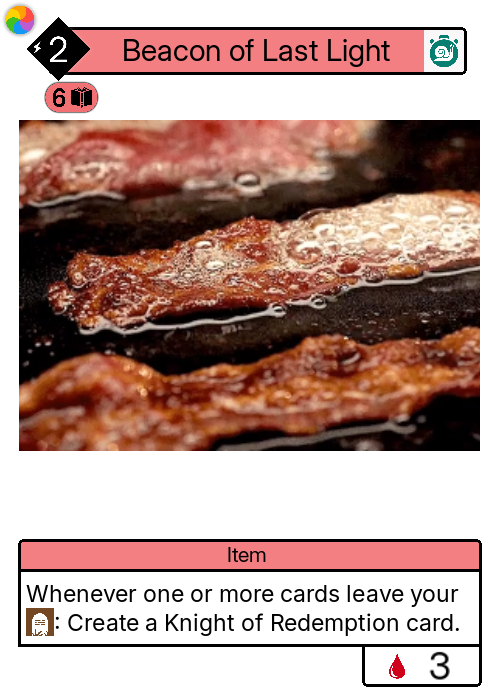 2
Beacon of Last Light
6
Item
Whenever one or more cards leave your
: Create a Knight of Redemption card.
3